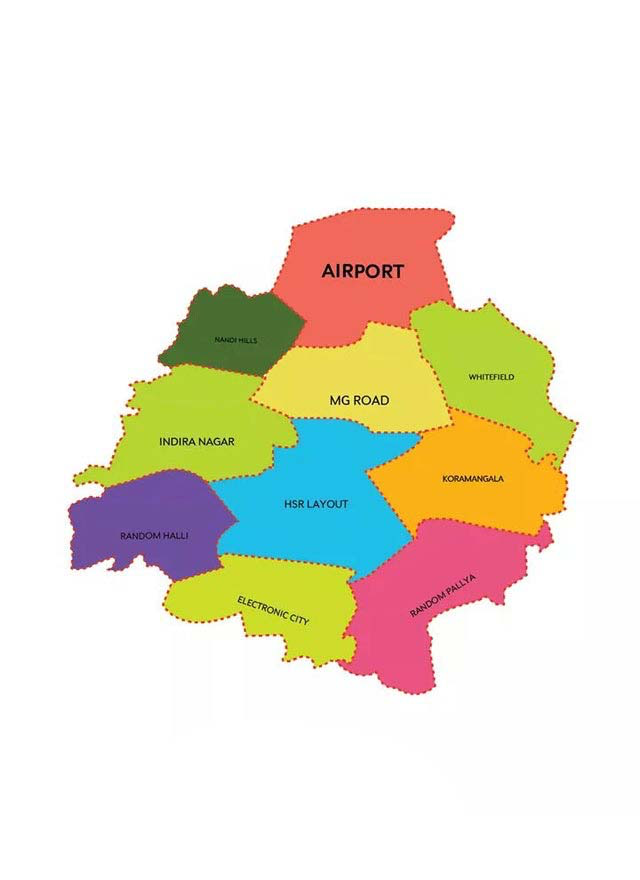 AIRPORT
NANDI HILLS
WHITEFIELD
MG ROAD
INDIRA NAGAR
KORAMANGALA
HSR LAYOUT
RANDOM HALLI
RANDOM PALLYA
ELECTRONIC CITY